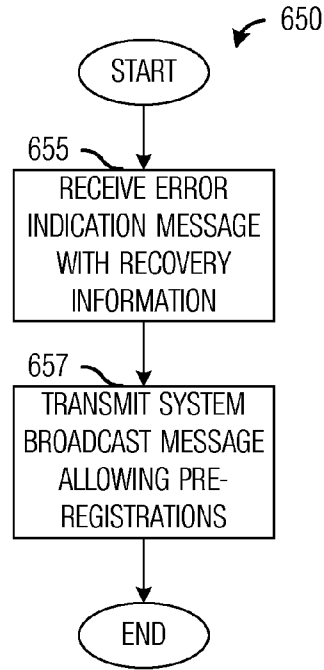 650
START
655
RECEIVE ERROR
INDICATION MESSAGE
WITH RECOVERY
INFORMATION
657
TRANSMIT SYSTEM
BROADCAST MESSAGE
ALLOWING PRE-
REGISTRATIONS
END